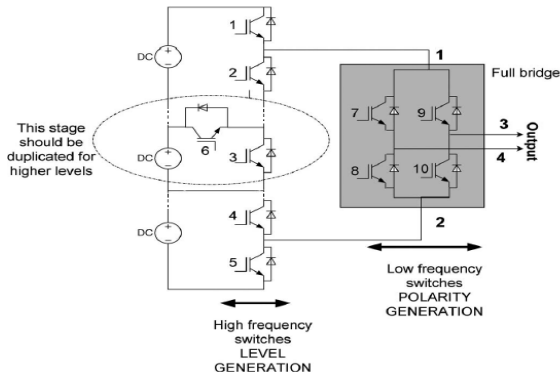 1
DC
+
−
2
1
Full bridge
7
9
3
4
Output
This stage
should be
duplicated for
higher levels
6
DC
+
−
3
8
10
4
DC
+
−
5
2
Low frequency
switches
POLARITY
GENERATION
High frequency
switches
LEVEL
GENERATION